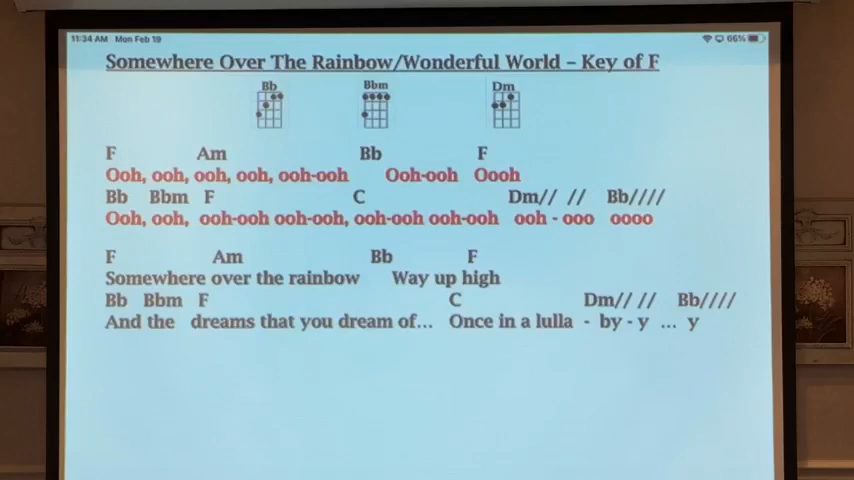 11:34 AM Mon Feb 19
66%
Somewhere Over The Rainbow/Wonderful World – Key of F
Bb Bbm Dm
F Am Bb F
Ooh, ooh, ooh, ooh, ooh-ooh Ooh-ooh Oooh
Bb Bbm F C Dm// // Bb////
Ooh, ooh, ooh-ooh ooh-ooh, ooh-ooh ooh-ooh ooh - ooo oooo
F Am Bb F
Somewhere over the rainbow Way up high
Bb Bbm F C Dm// // Bb////
And the dreams that you dream of... Once in a lulla - by - y ... y